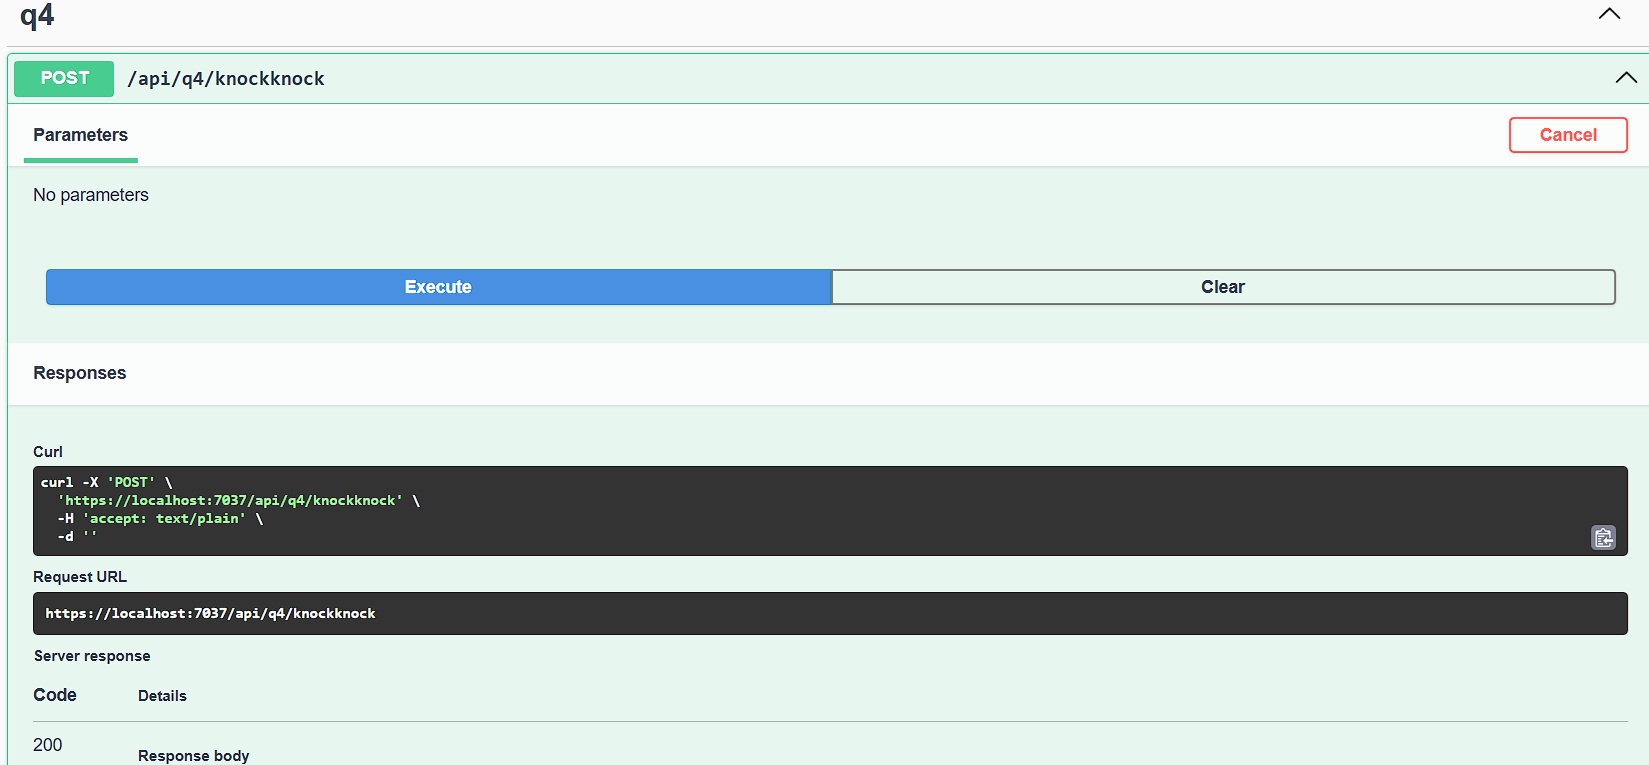 q4
POST /api/q4/knockknock
Parameters
Cancel
No parameters
Execute
Clear
Responses
Curl
curl -X 'POST' \
  'https://localhost:7037/api/q4/knockknock' \
  -H 'accept: text/plain' \
  -d ''
Request URL
https://localhost:7037/api/q4/knockknock
Server response
Code Details
200
Response body